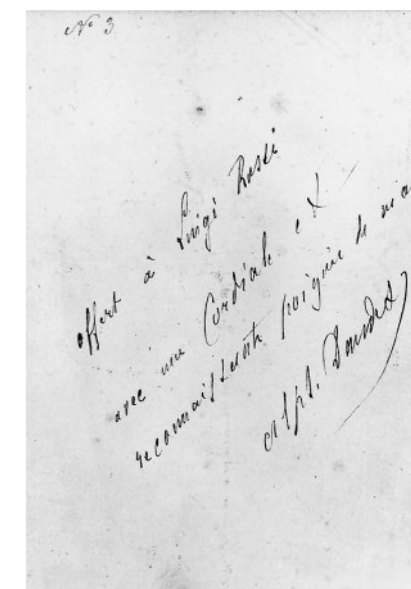 N° 3
offert à Luigi Rossi
avec une Cordiale et
reconnaissante poignée de ma
Alph. Daudet